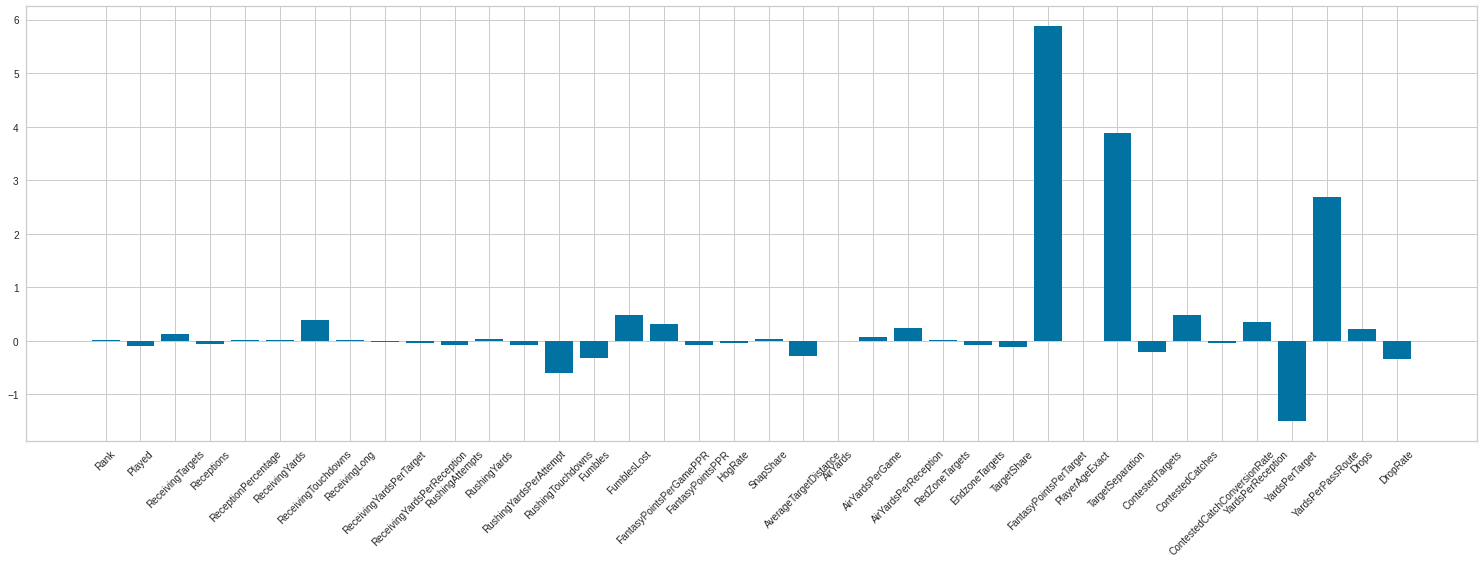 6
5
4
3
2
1
0
−1
Rank
Played
ReceivingTargets
Receptions
ReceptionPercentage
ReceivingYards
ReceivingTouchdowns
ReceivingLong
ReceivingYardsPerTarget
ReceivingYardsPerReception
RushingAttempts
RushingYards
RushingYardsPerAttempt
RushingTouchdowns
Fumbles
FumblesLost
FantasyPointsPerGamePPR
FantasyPointsPPR
HogRate
SnapShare
AverageTargetDistance
AirYards
AirYardsPerGame
AirYardsPerReception
RedZoneTargets
EndzoneTargets
TargetShare
FantasyPointsPerTarget
PlayerAgeExact
TargetSeparation
ContestedTargets
ContestedCatches
ContestedCatchConversionRate
YardsPerReception
YardsPerTarget
YardsPerPassRoute
Drops
DropRate